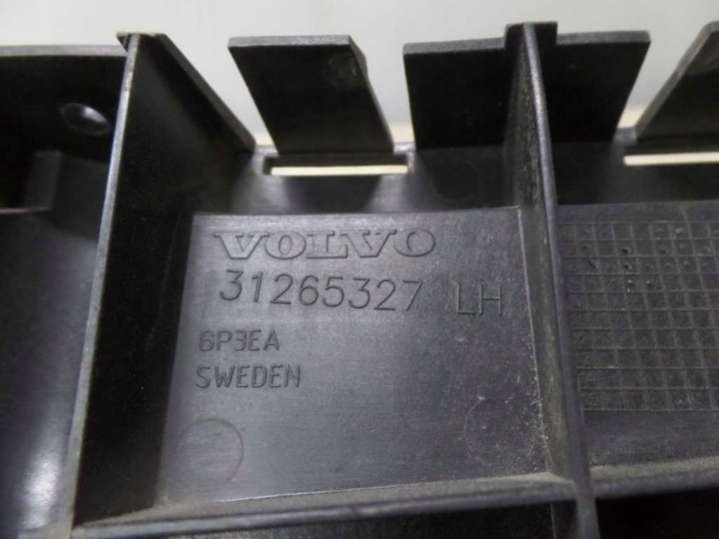 VOLVO
31265327 LH
6P3EA
SWEDEN